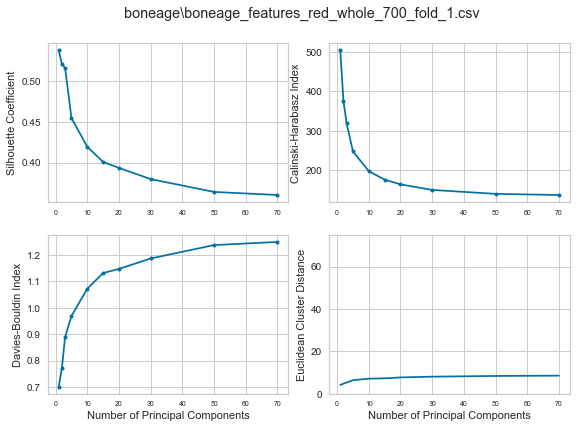 boneage\boneage_features_red_whole_700_fold_1.csv
Silhouette Coefficient
0.50
0.45
0.40
0 10 20 30 40 50 60 70
Calinski-Harabasz Index
500
400
300
200
0 10 20 30 40 50 60 70
Davies-Bouldin Index
1.2
1.1
1.0
0.9
0.8
0.7
0 10 20 30 40 50 60 70
Number of Principal Components
Euclidean Cluster Distance
60
40
20
0
0 10 20 30 40 50 60 70
Number of Principal Components